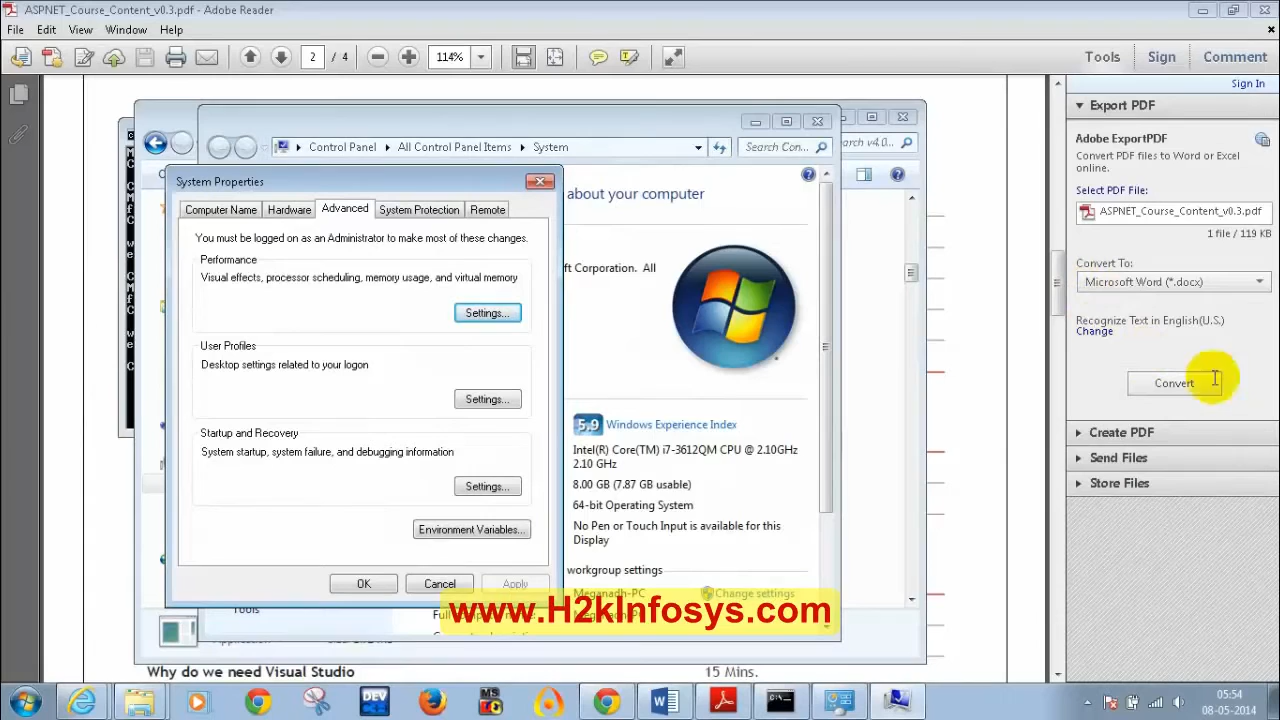 ASPNET_Course_Content_v0.3.pdf - Adobe Reader
File Edit View Window Help
2 / 4 114% Tools Sign Comment
Sign In
Export PDF
Adobe ExportPDF
Convert PDF files to Word or Excel
online.
Select PDF File:
ASPNET_Course_Content_v0.3.pdf
1 file / 119 KB
Convert To:
Microsoft Word (*.docx)
Recognize Text in English(U.S.)
Change
Convert
Create PDF
Send Files
Store Files
Control Panel All Control Panel Items System
Search Con...
arch v4.0...
System Properties
Computer Name Hardware Advanced System Protection Remote
You must be logged on as an Administrator to make most of these changes.
Performance
Visual effects, processor scheduling, memory usage, and virtual memory
Settings...
User Profiles
Desktop settings related to your logon
Settings...
Startup and Recovery
System startup, system failure, and debugging information
Settings...
Environment Variables...
OK Cancel Apply
about your computer
ft Corporation. All
5.9 Windows Experience Index
Intel(R) Core(TM) i7-3612QM CPU @ 2.10GHz
2.10 GHz
8.00 GB (7.87 GB usable)
64-bit Operating System
No Pen or Touch Input is available for this
Display
workgroup settings
Meganadh-PC Change settings
www.H2kInfosys.com
Tools
Why do we need Visual Studio 15 Mins.
DEV
MS
05:54
08-05-2014